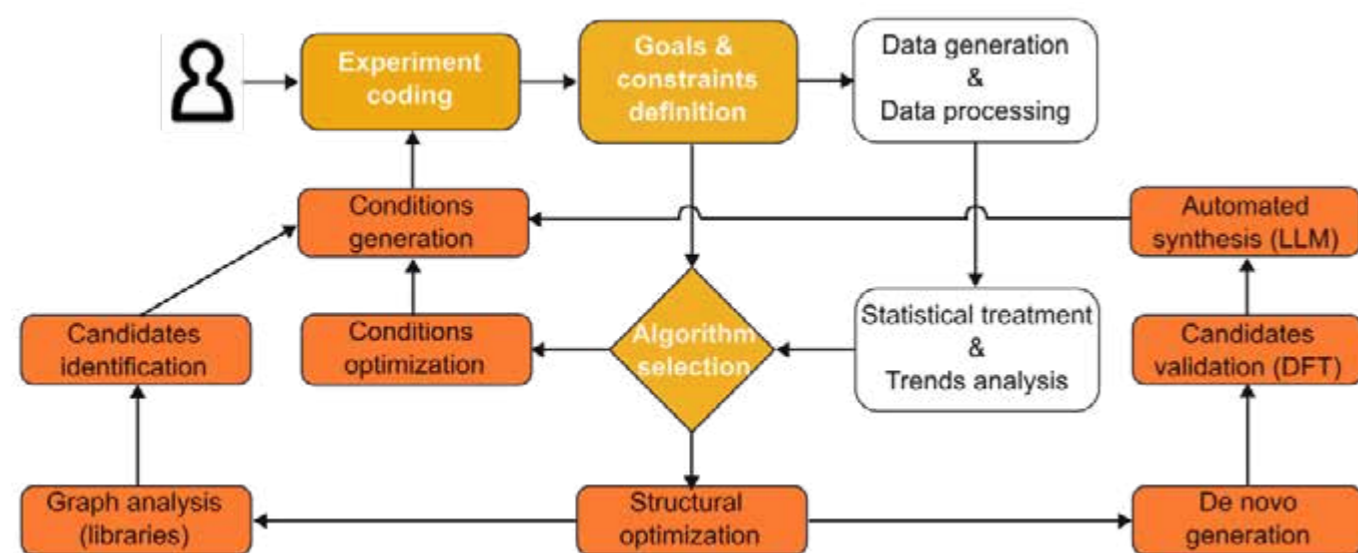 Experiment
coding
Goals &
constraints
definition
Data generation
&
Data processing
Conditions
generation
Automated
synthesis (LLM)
Candidates
identification
Conditions
optimization
Algorithm
selection
Statistical treatment
&
Trends analysis
Candidates
validation (DFT)
Graph analysis
(libraries)
Structural
optimization
De novo
generation